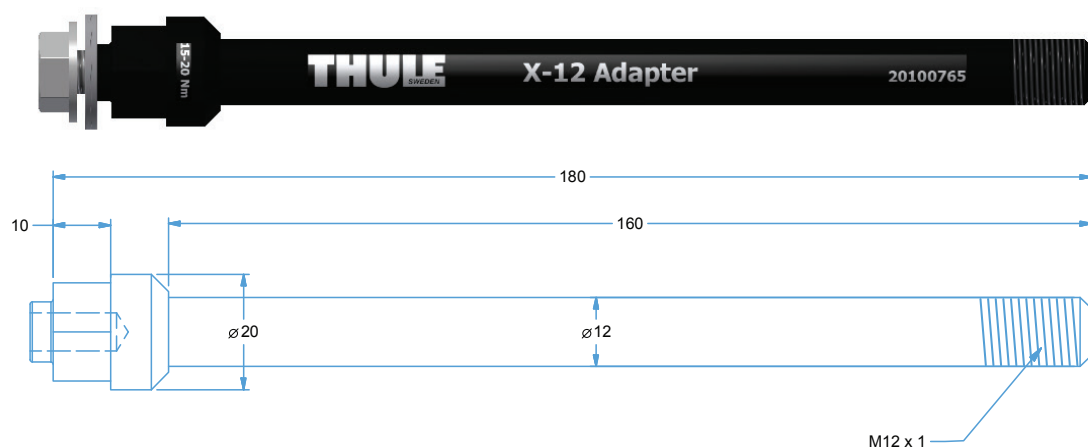 15-20 Nm
THULE
SWEDEN
X-12 Adapter
20100765
180
10
160
⌀20
⌀12
M12 x 1